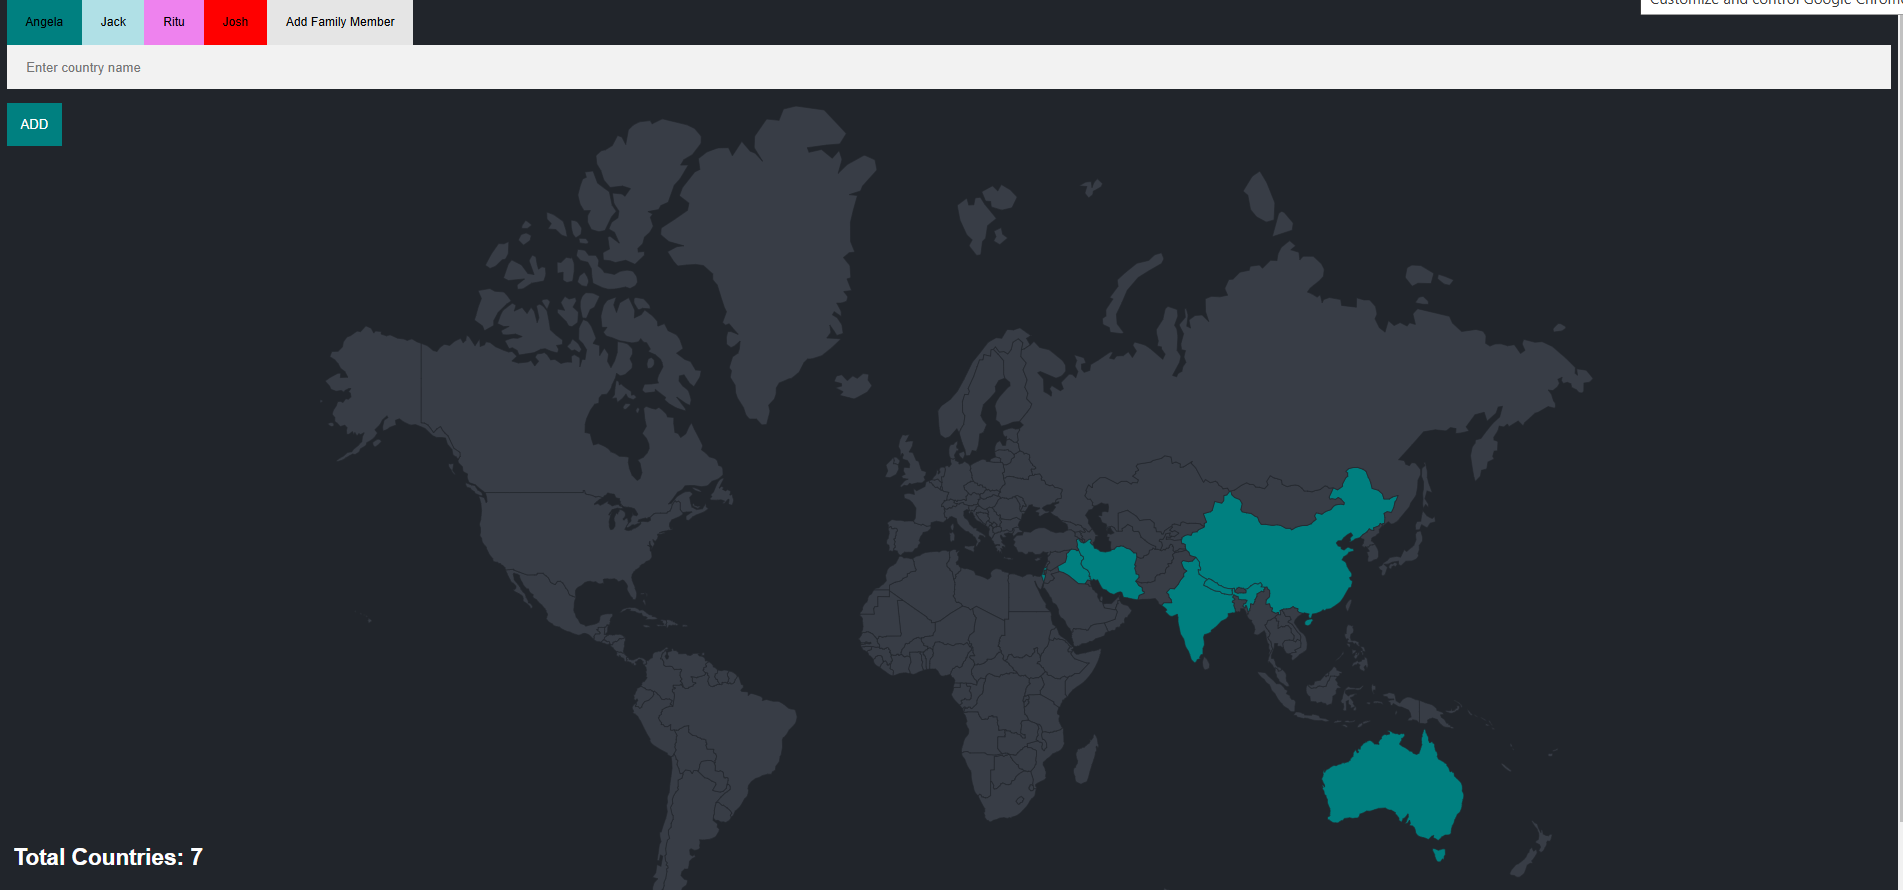 Customize and control Google Chrom
Angela Jack Ritu Josh Add Family Member
Enter country name
ADD
Total Countries: 7